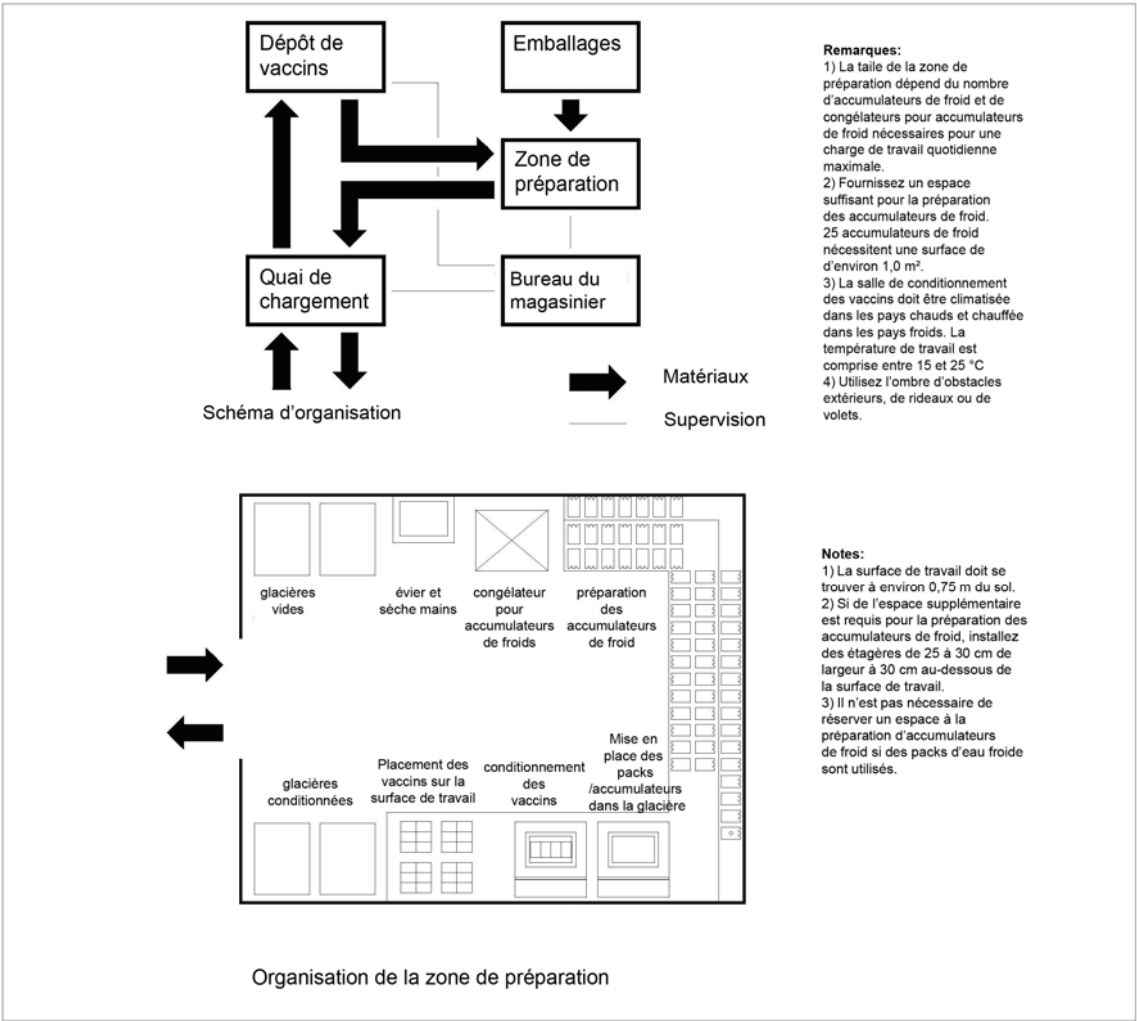 Dépôt de
vaccins
Emballages
Zone de
préparation
Quai de
chargement
Bureau du
magasinier
Matériaux
Supervision
Schéma d'organisation
Remarques:
1) La taille de la zone de
préparation dépend du nombre
d'accumulateurs de froid et de
congélateurs pour accumulateurs
de froid nécessaires pour une
charge de travail quotidienne
maximale.
2) Fournissez un espace
suffisant pour la préparation
des accumulateurs de froid.
25 accumulateurs de froid
nécessitent une surface de
d'environ 1,0 m².
3) La salle de conditionnement
des vaccins doit être climatisée
dans les pays chauds et chauffée
dans les pays froids. La
température de travail est
comprise entre 15 et 25 °C
4) Utilisez l'ombre d'obstacles
extérieurs, de rideaux ou de
volets.
glacières
vides
évier et
sèche mains
congélateur
pour
accumulateurs
de froids
préparation
des
accumulateurs
de froid
glacières
conditionnées
Placement des
vaccins sur la
surface de travail
conditionnement
des
vaccins
Mise en
place des
packs
/accumulateurs
dans la glacière
Organisation de la zone de préparation
Notes:
1) La surface de travail doit se
trouver à environ 0,75 m du sol.
2) Si de l'espace supplémentaire
est requis pour la préparation des
accumulateurs de froid, installez
des étagères de 25 à 30 cm de
largeur à 30 cm au-dessous de
la surface de travail.
3) Il n'est pas nécessaire de
réserver un espace à la
préparation d'accumulateurs
de froid si des packs d'eau froide
sont utilisés.